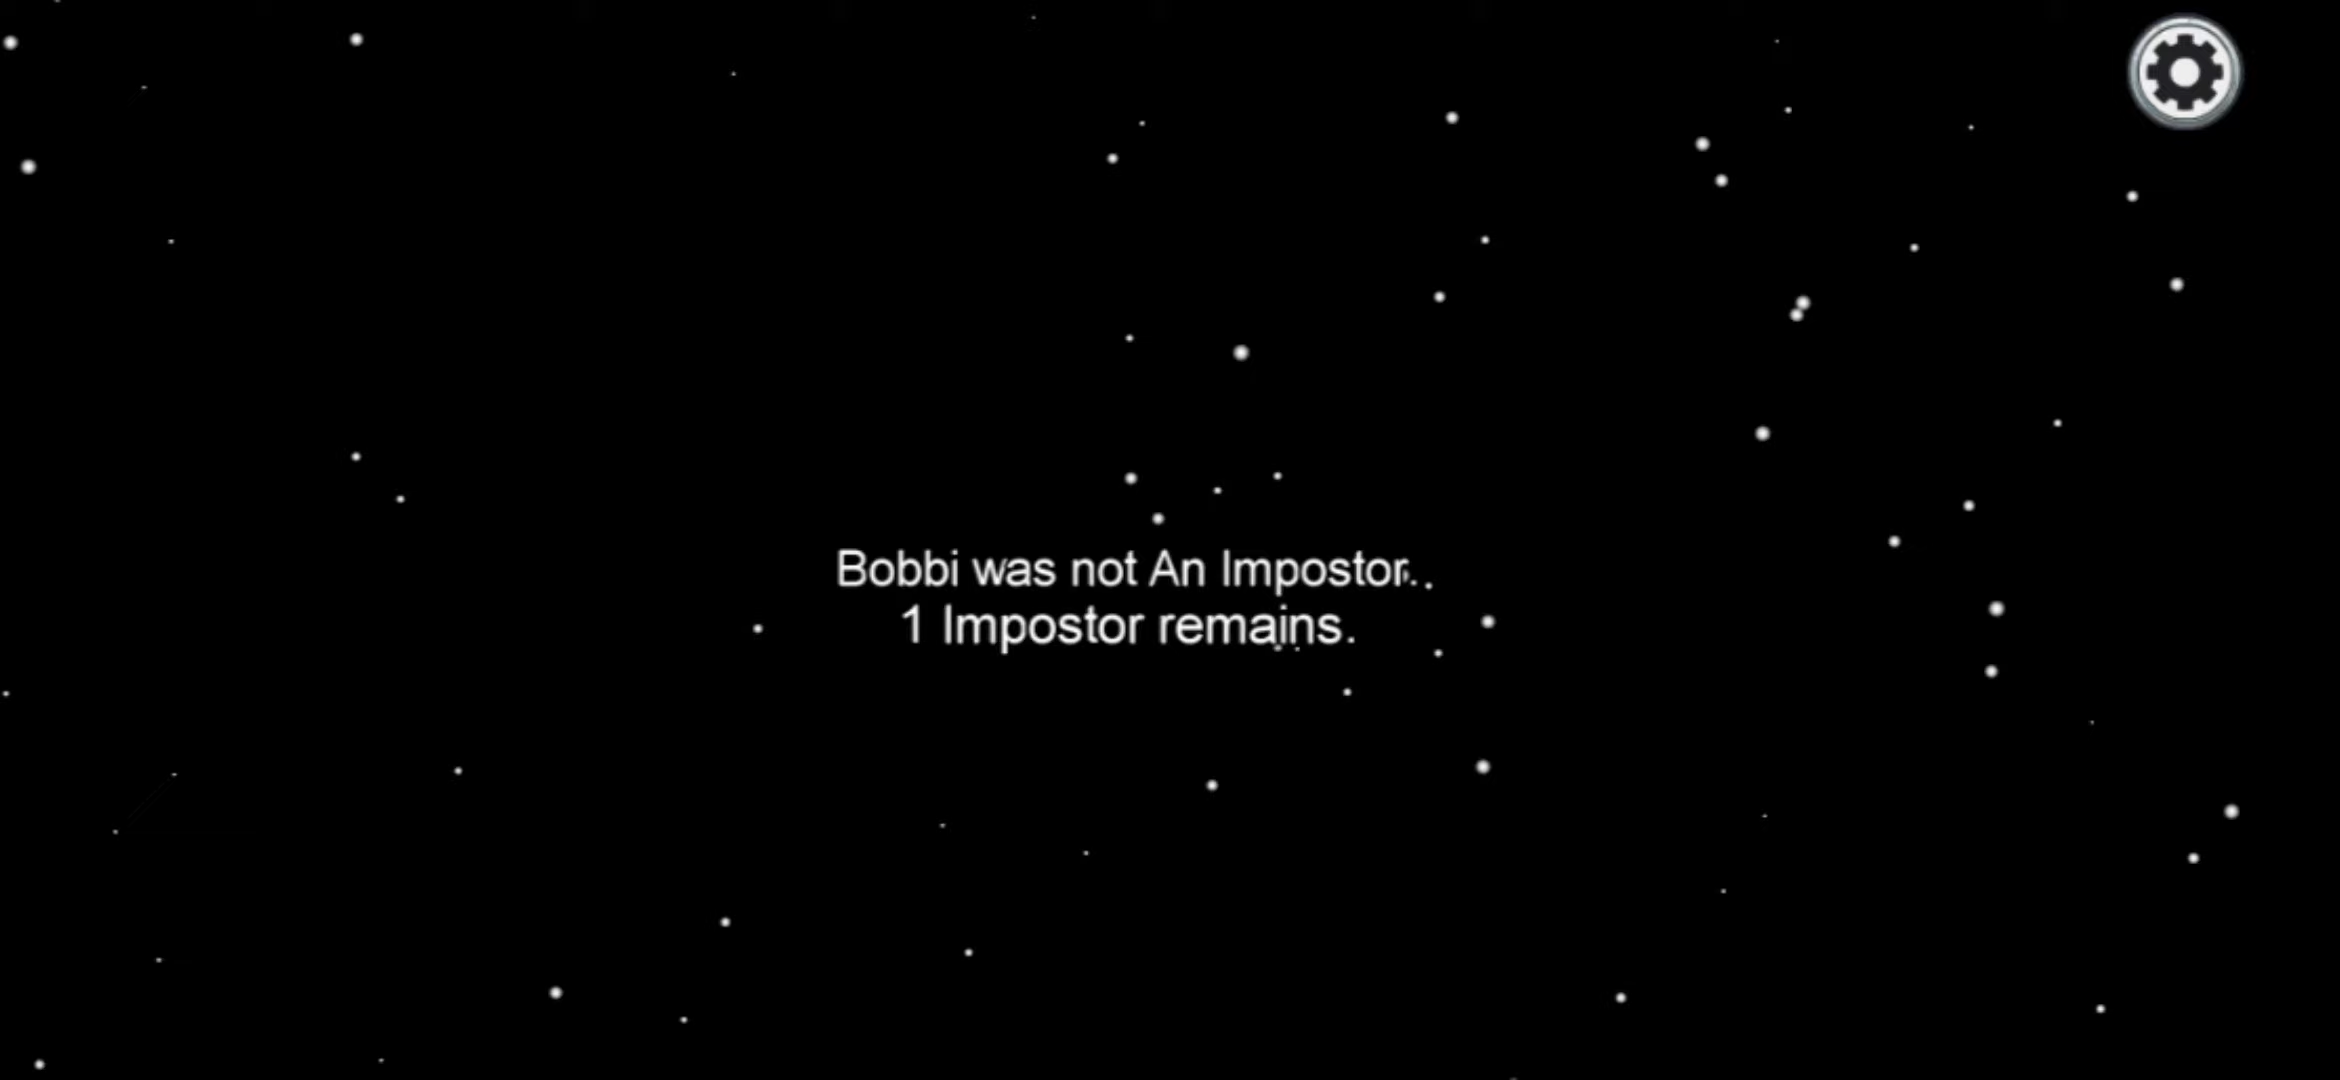 Bobbi was not An Impostor.
1 Impostor remains.